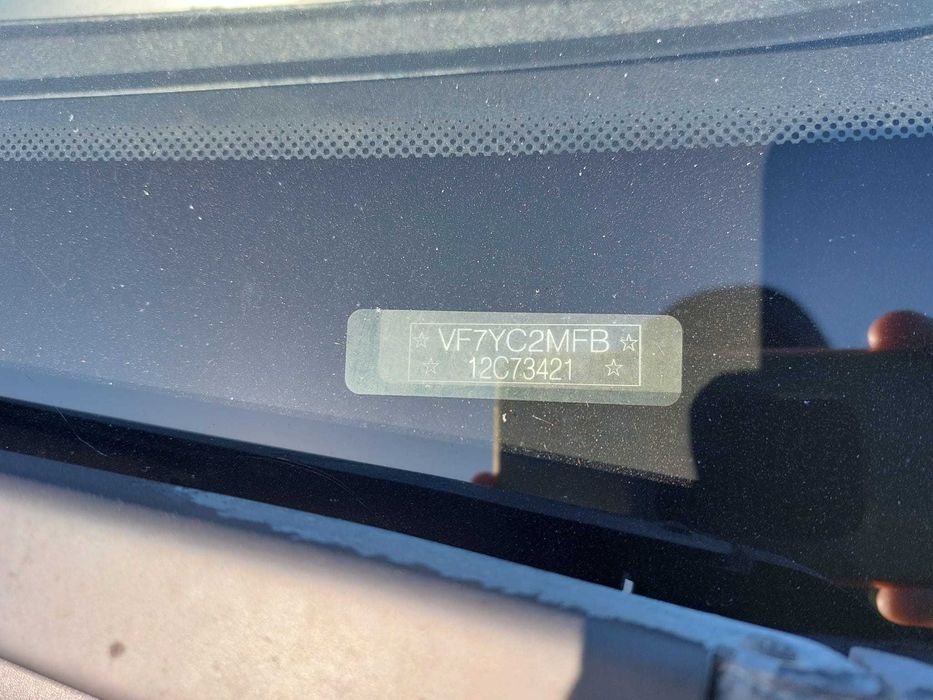 ☆ VF7YC2MFB ☆
☆ 12C73421 ☆